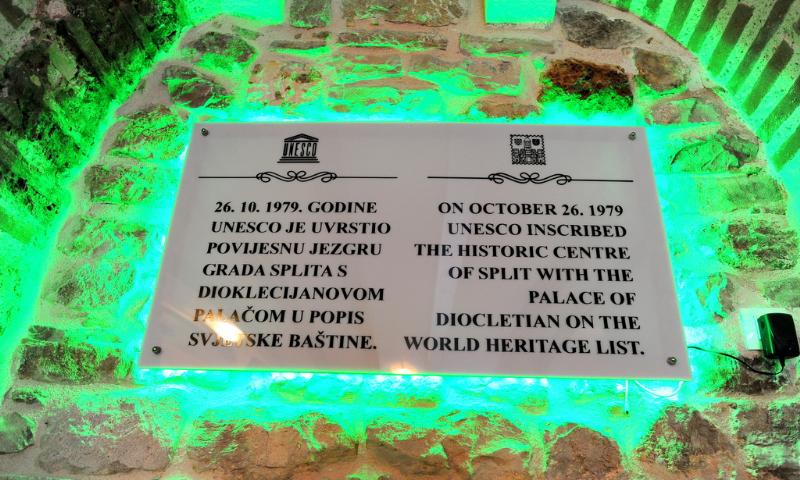 UNESCO
26. 10. 1979. GODINE
UNESCO JE UVRSTIO
POVIJESNU JEZGRU
GRADA SPLITA S
DIOKLECIJANOVOM
PALAČOM U POPIS
SVJETSKE BAŠTINE.
ON OCTOBER 26. 1979
UNESCO INSCRIBED
THE HISTORIC CENTRE
OF SPLIT WITH THE
PALACE OF
DIOCLETIAN ON THE
WORLD HERITAGE LIST.